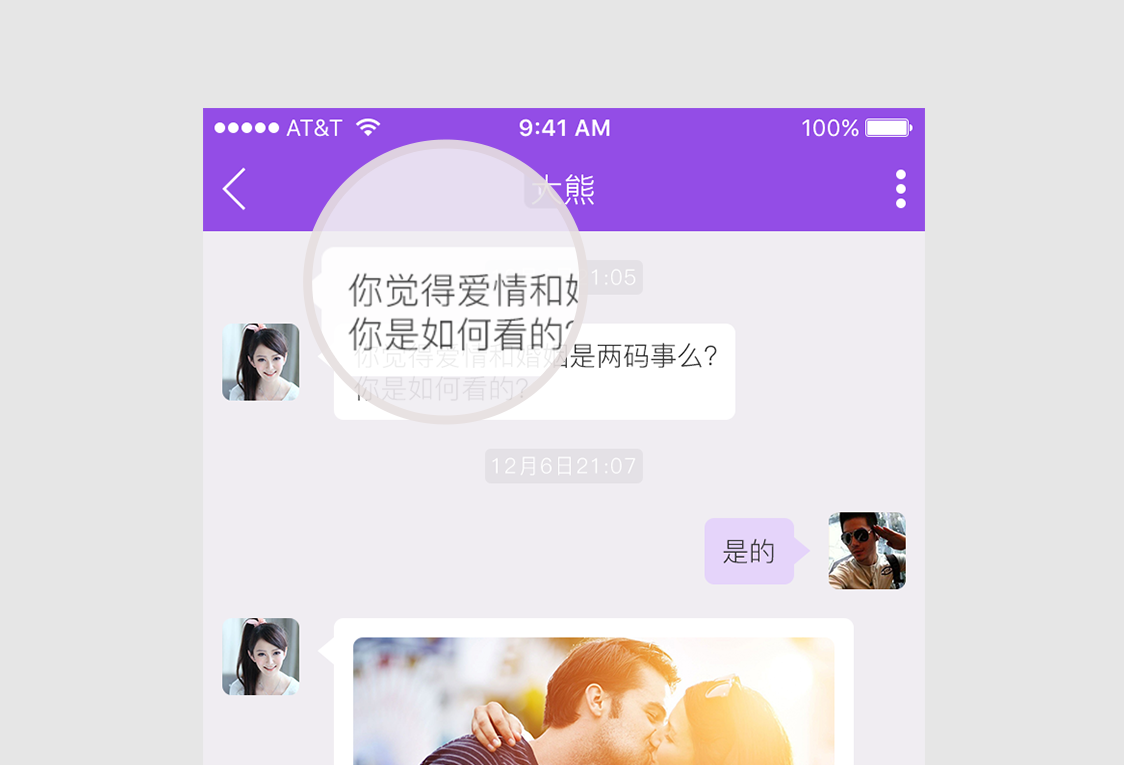 AT&T 9:41 AM 100%
大熊
1:05
你觉得爱情和
你是如何看的?
你觉得爱情和婚姻是两码事么?
你是如何看的?
12月6日21:07
是的